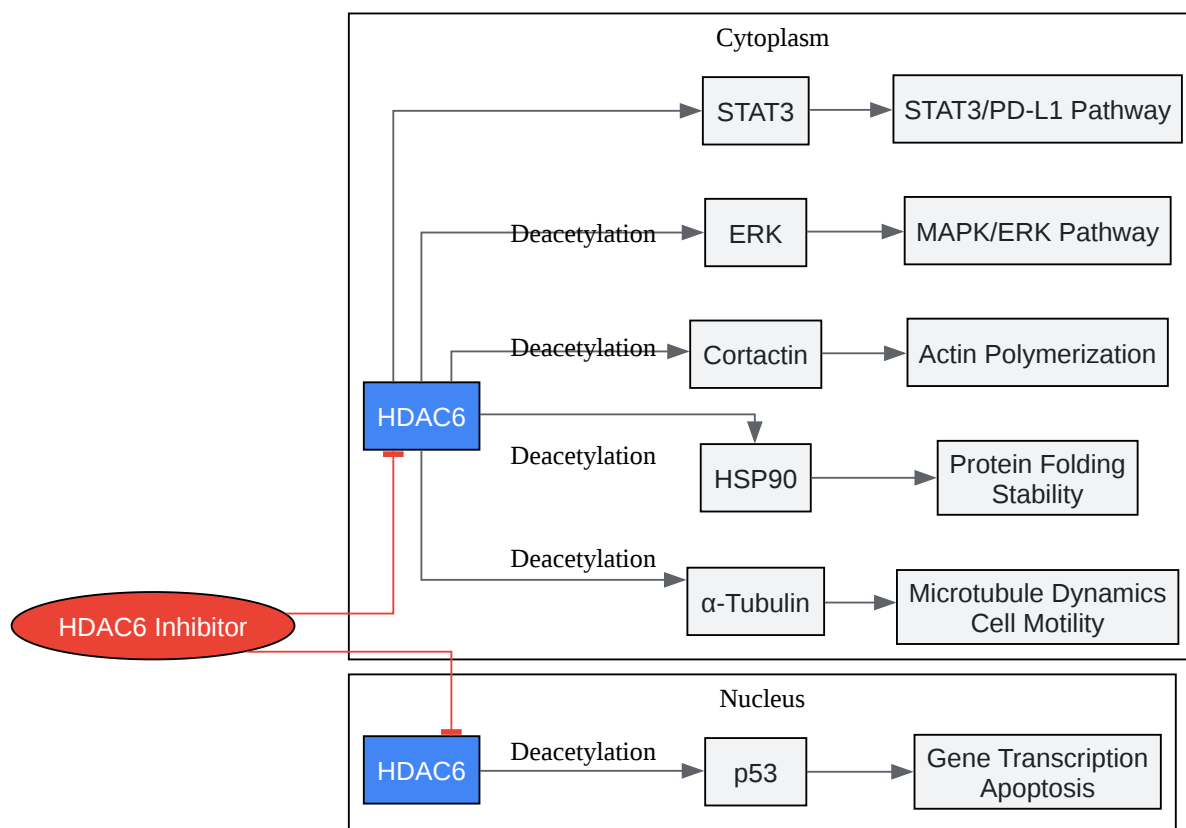 Cytoplasm
STAT3
STAT3/PD-L1 Pathway
Deacetylation
ERK
MAPK/ERK Pathway
Deacetylation
Cortactin
Actin Polymerization
HDAC6
Deacetylation
HSP90
Protein Folding
Stability
Deacetylation
α-Tubulin
Microtubule Dynamics
Cell Motility
HDAC6 Inhibitor
Nucleus
HDAC6
Deacetylation
p53
Gene Transcription
Apoptosis